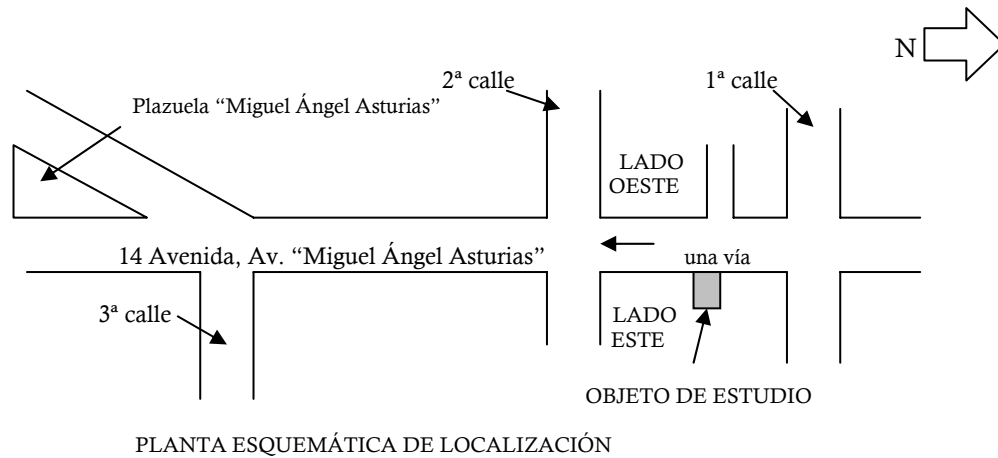 N
2ª calle
1ª calle
Plazuela “Miguel Ángel Asturias”
LADO
OESTE
14 Avenida, Av. “Miguel Ángel Asturias”
una vía
3ª calle
LADO
ESTE
OBJETO DE ESTUDIO
PLANTA ESQUEMÁTICA DE LOCALIZACIÓN